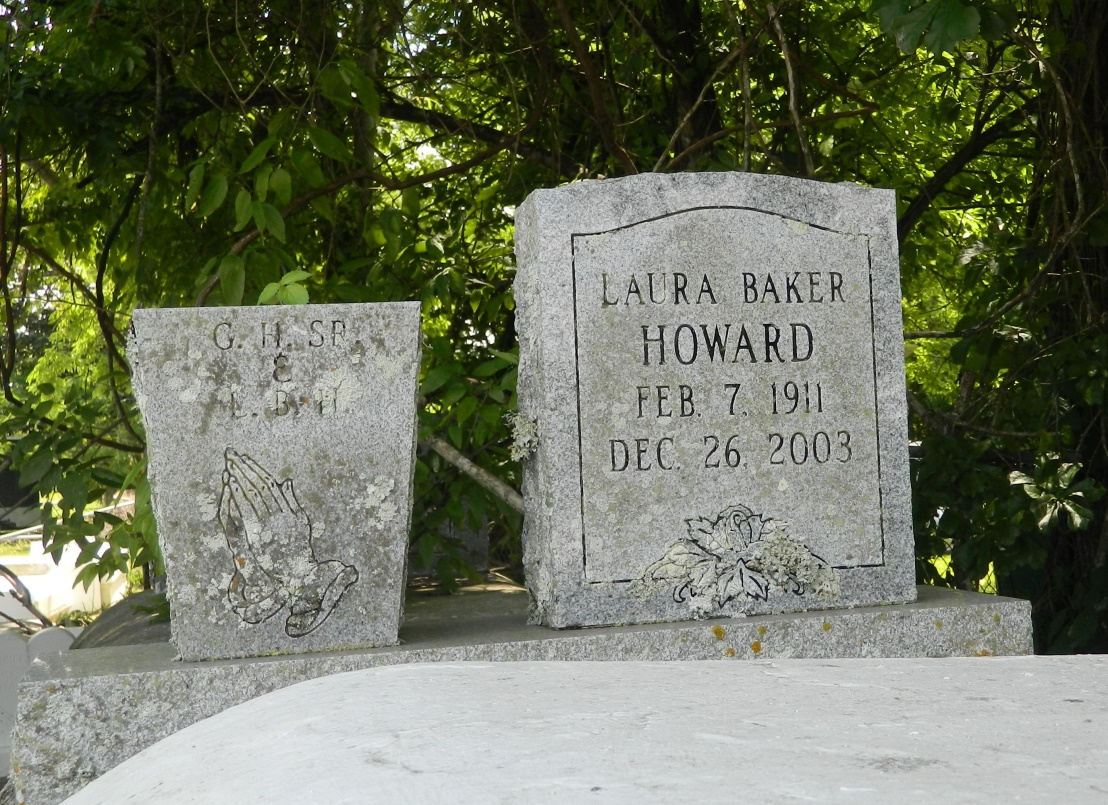 G. H. SR.
&
L. B. H
LAURA BAKER
HOWARD
FEB. 7, 1911
DEC. 26, 2003